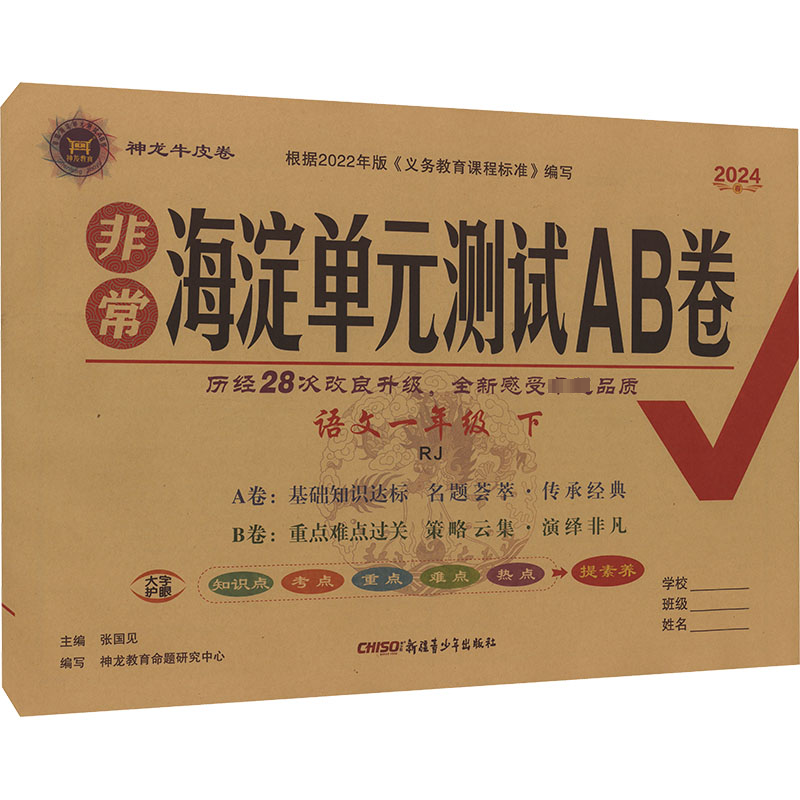 神龙牛皮卷
神龙教育
根据2022年版《义务教育课程标准》编写
2024
非常
海淀单元测试AB卷
历经28次改良升级,全新感受 品质
语文一年级 下
RJ
A卷:基础知识达标 名题荟萃·传承经典
B卷:重点难点过关 策略云集·演绎非凡
大字护眼
知识点 考点 重点 难点 热点 提素养
学校
班级
姓名
主编 张国见
编写 神龙教育命题研究中心
CHISO 新疆青少年出版社